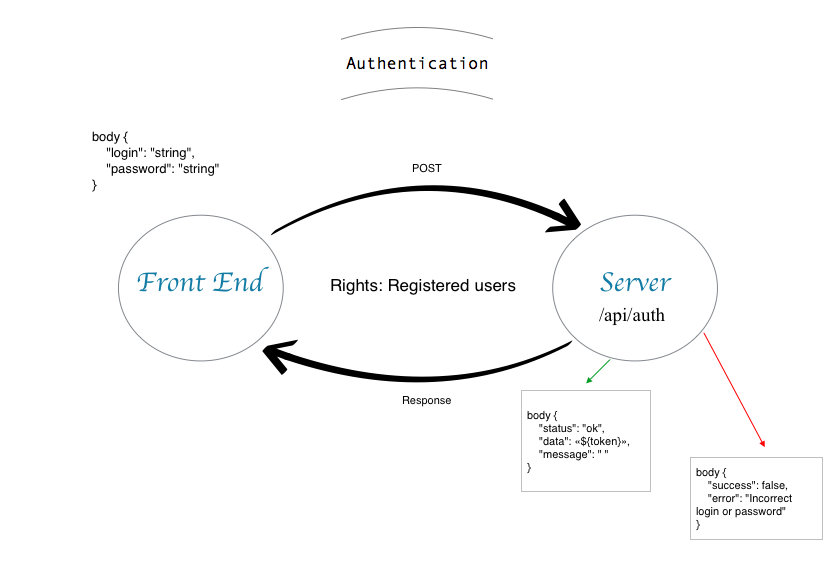 Authentication
body {
"login": "string",
"password": "string"
}
POST
Front End
Rights: Registered users
Server
/api/auth
Response
body {
"status": "ok",
"data": «${token}»,
"message": " "
}
body {
"success": false,
"error": "Incorrect
login or password"
}